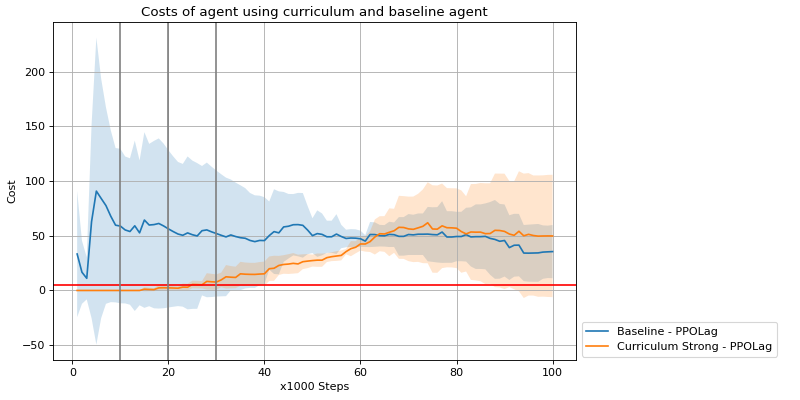 Costs of agent using curriculum and baseline agent
Cost
200
150
100
50
0
−50
0 20 40 60 80 100
x1000 Steps
Baseline - PPOLag
Curriculum Strong - PPOLag